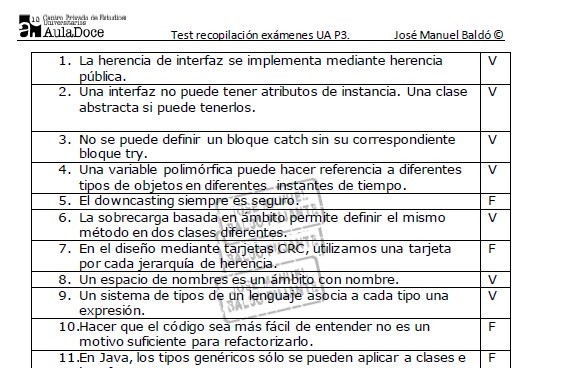 10 Centro Privado de Estudios
Universitarios
AulaDoce
Test recopilación exámenes UA P3. José Manuel Baldó ©
1. La herencia de interfaz se implementa mediante herencia V
pública.
2. Una interfaz no puede tener atributos de instancia. Una clase V
abstracta si puede tenerlos.
3. No se puede definir un bloque catch sin su correspondiente V
bloque try.
4. Una variable polimórfica puede hacer referencia a diferentes V
tipos de objetos en diferentes instantes de tiempo.
5. El downcasting siempre es seguro. F
6. La sobrecarga basada en ámbito permite definir el mismo V
método en dos clases diferentes.
7. En el diseño mediante tarjetas CRC, utilizamos una tarjeta F
por cada jerarquía de herencia.
8. Un espacio de nombres es un ámbito con nombre. V
9. Un sistema de tipos de un lenguaje asocia a cada tipo una V
expresión.
10.Hacer que el código sea más fácil de entender no es un F
motivo suficiente para refactorizarlo.
11.En Java, los tipos genéricos sólo se pueden aplicar a clases e F